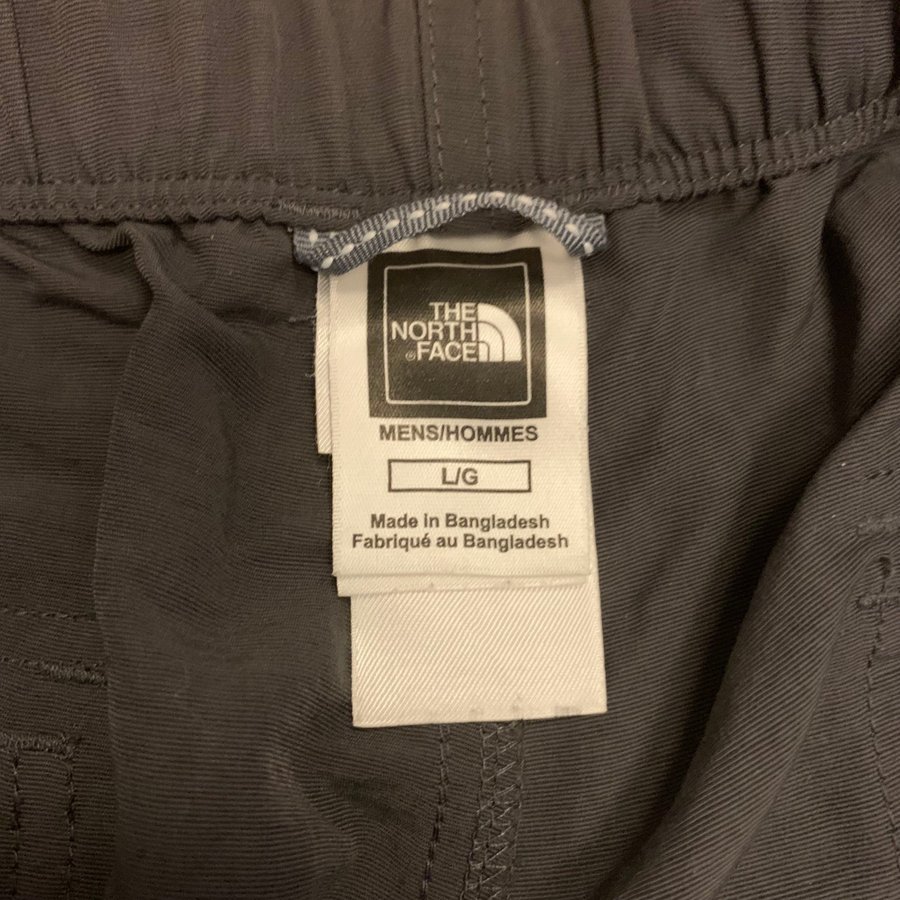 THE
NORTH
®FACE
MENS/HOMMES
L/G
Made in Bangladesh
Fabriqué au Bangladesh